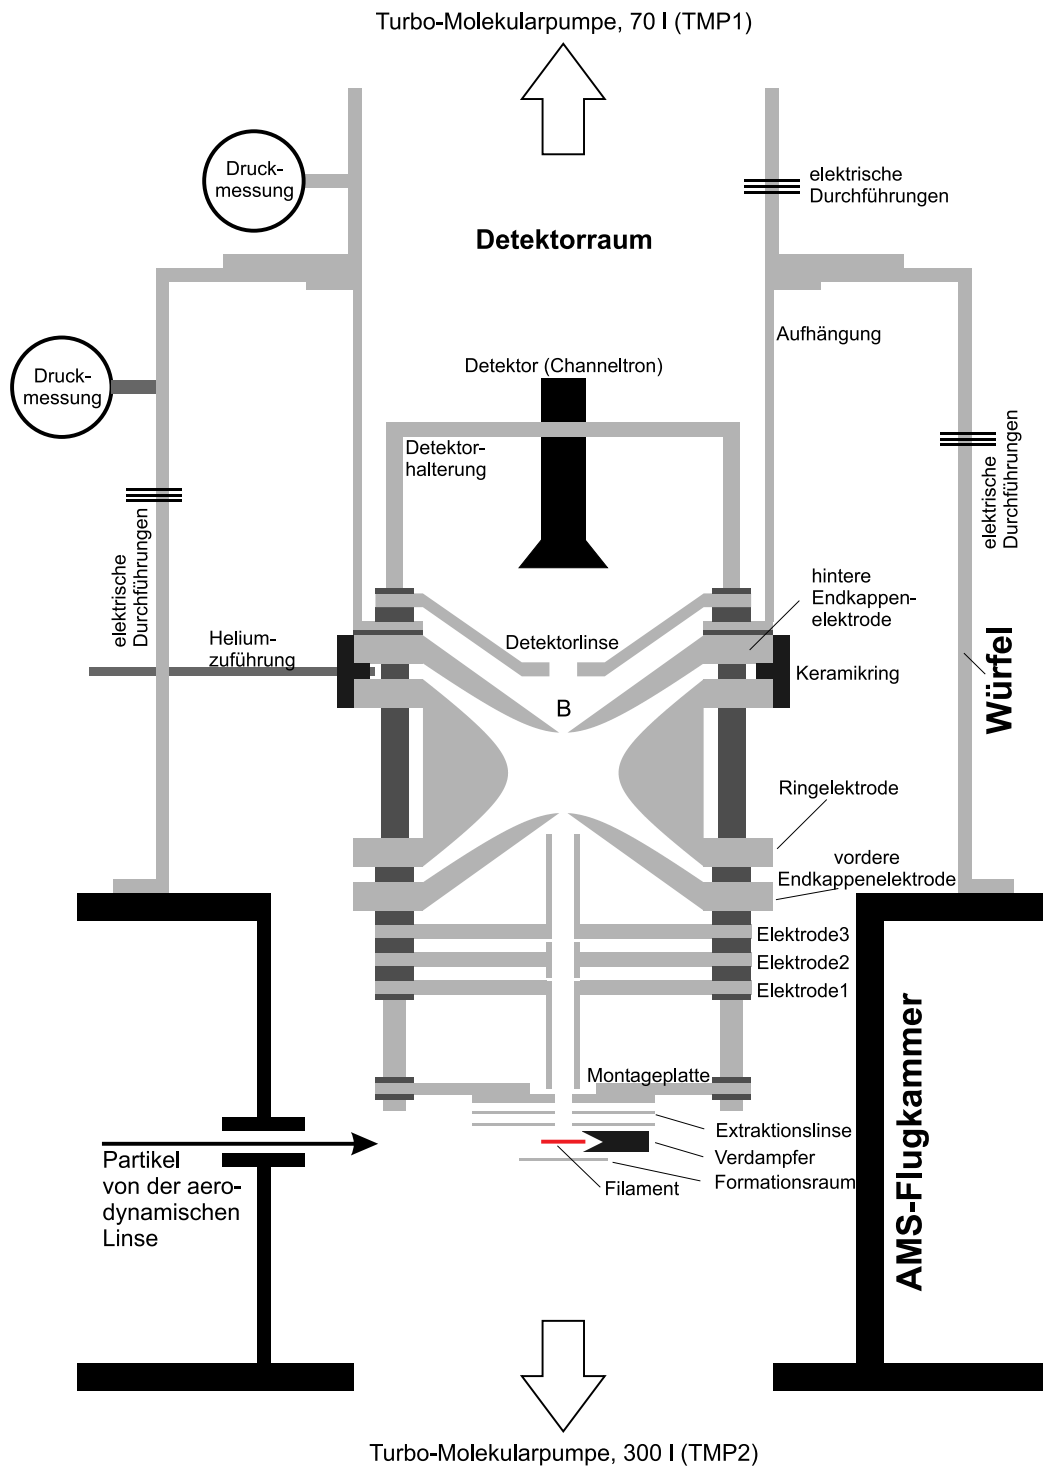 Turbo-Molekularpumpe, 70 l (TMP1)
Druck-
messung
elektrische
Durchführungen
Detektorraum
Aufhängung
Druck-
messung
Detektor (Channeltron)
Detektor-
halterung
elektrische
Durchführungen
elektrische
Durchführungen
hintere
Endkappen-
elektrode
Helium-
zuführung
Detektorlinse
Keramikring
Würfel
B
Ringelektrode
vordere
Endkappenelektrode
Elektrode3
Elektrode2
Elektrode1
Montageplatte
AMS-Flugkammer
Extraktionslinse
Verdampfer
Formationsraum
Filament
Partikel
von der aero-
dynamischen
Linse
Turbo-Molekularpumpe, 300 l (TMP2)